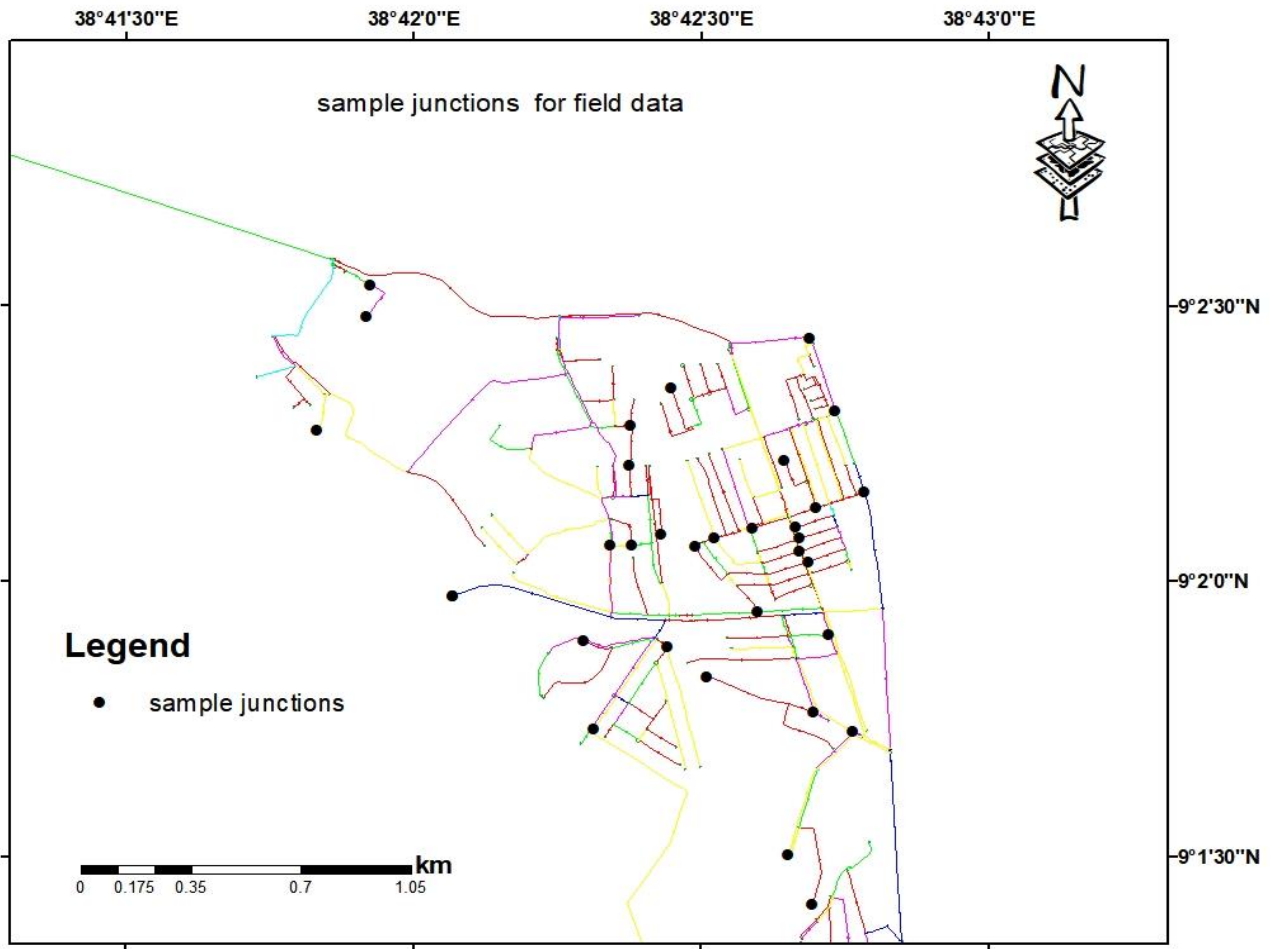 38°41'30"E 38°42'0"E 38°42'30"E 38°43'0"E
sample junctions for field data
N
9°2'30"N
9°2'0"N
Legend
sample junctions
9°1'30"N
km
0 0.175 0.35 0.7 1.05